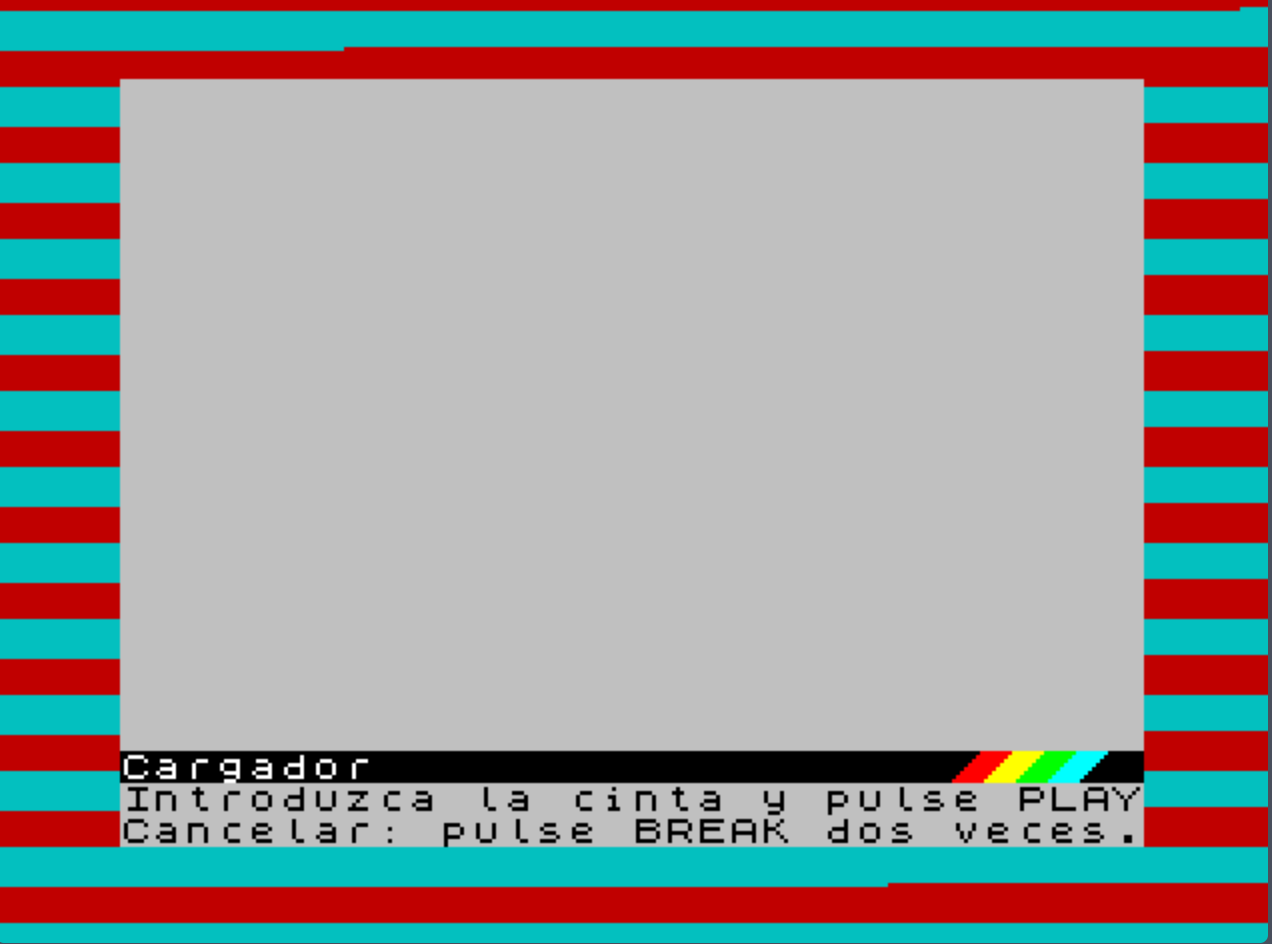 Cargador
Introduzca la cinta y pulse PLAY
Cancelar: pulse BREAK dos veces.